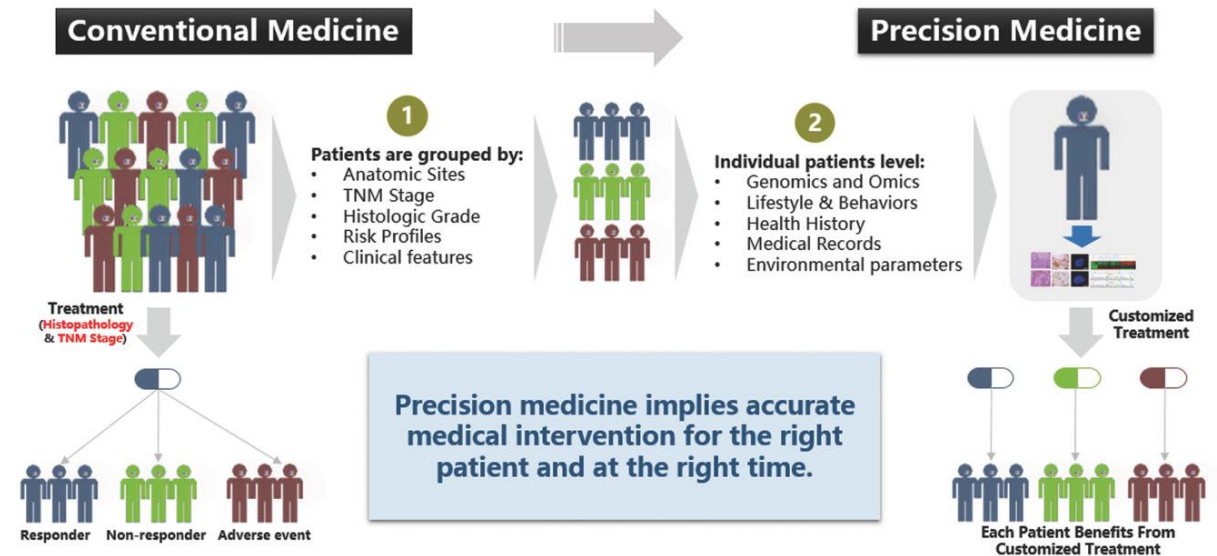 Conventional Medicine
Precision Medicine
1
Patients are grouped by:
• Anatomic Sites
• TNM Stage
• Histologic Grade
• Risk Profiles
• Clinical features
2
Individual patients level:
• Genomics and Omics
• Lifestyle & Behaviors
• Health History
• Medical Records
• Environmental parameters
Treatment
(Histopathology
& TNM Stage)
Customized
Treatment
Precision medicine implies accurate
medical intervention for the right
patient and at the right time.
Responder
Non-responder
Adverse event
Each Patient Benefits From
Customized Treatment